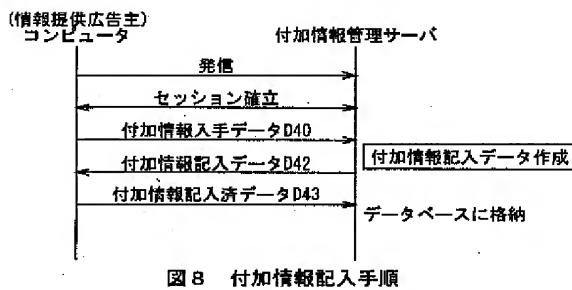 (情報提供広告主)
コンピュータ
付加情報管理サーバ
発信
セッション確立
付加情報入手データD40
付加情報記入データ作成
付加情報記入データD42
付加情報記入済データD43
データベースに格納
図8 付加情報記入手順